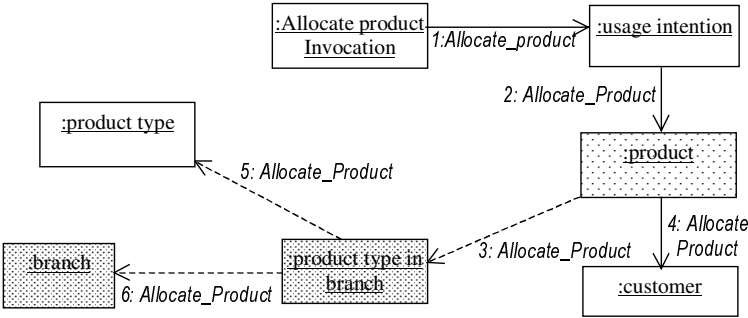 :Allocate product
Invocation
1:Allocate_product
:usage intention
2: Allocate_Product
:product type
:product
5: Allocate_Product
4: Allocate
Product
3: Allocate_Product
:branch
:product type in
branch
6: Allocate_Product
:customer